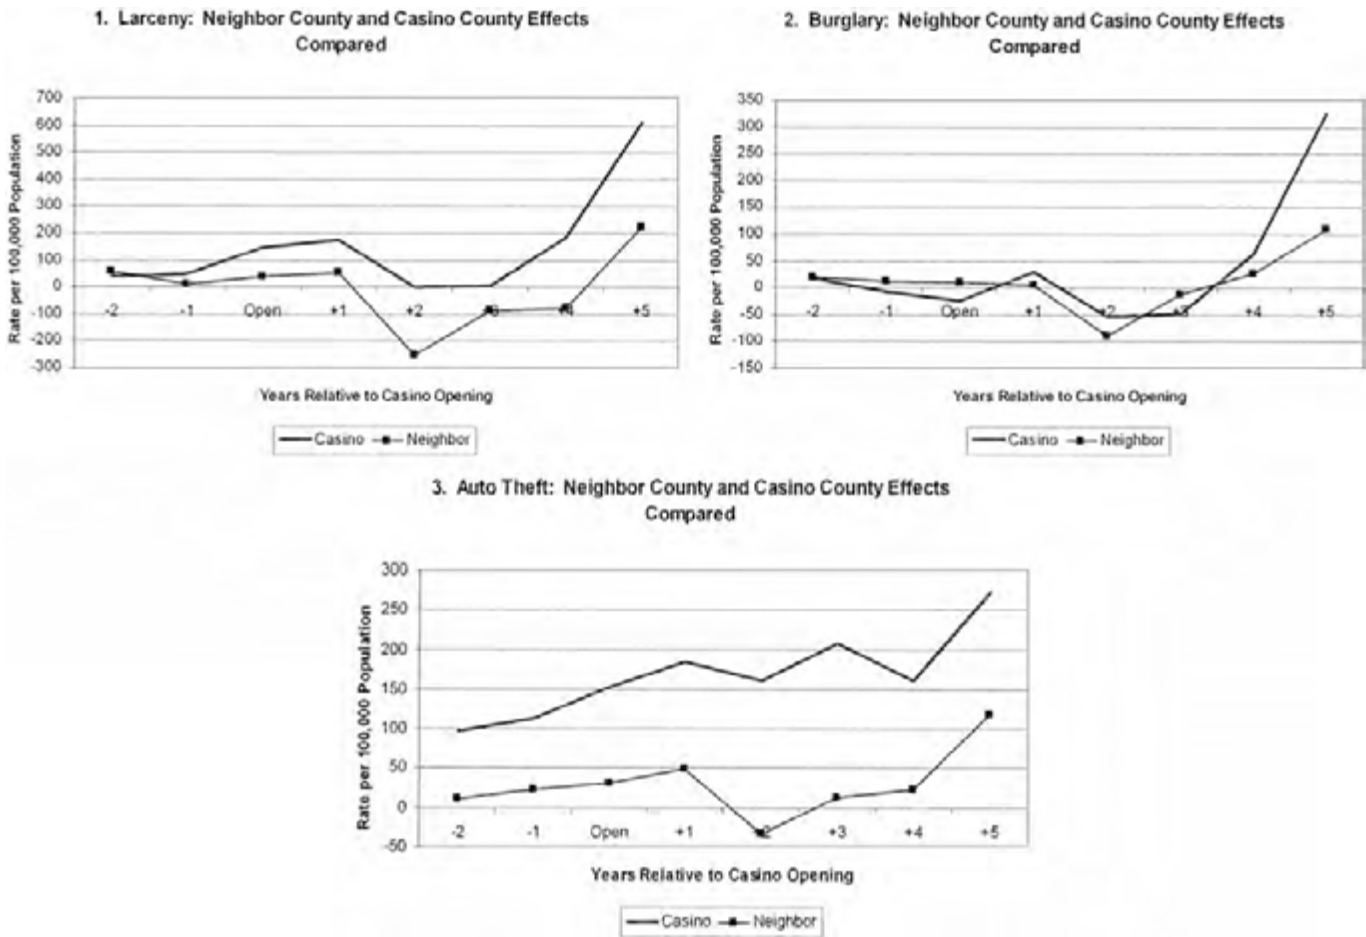 1. Larceny: Neighbor County and Casino County Effects
Compared
Rate per 100,000 Population
700
600
500
400
300
200
100
0
-100
-200
-300
-2
-1
Open
+1
+2
+3
+4
+5
Years Relative to Casino Opening
Casino
Neighbor
2. Burglary: Neighbor County and Casino County Effects
Compared
Rate per 100,000 Population
350
300
250
200
150
100
50
0
-50
-100
-150
-2
-1
Open
+1
+2
+3
+4
+5
Years Relative to Casino Opening
Casino
Neighbor
3. Auto Theft: Neighbor County and Casino County Effects
Compared
Rate per 100,000 Population
300
250
200
150
100
50
0
-50
-2
-1
Open
+1
+2
+3
+4
+5
Years Relative to Casino Opening
Casino
Neighbor